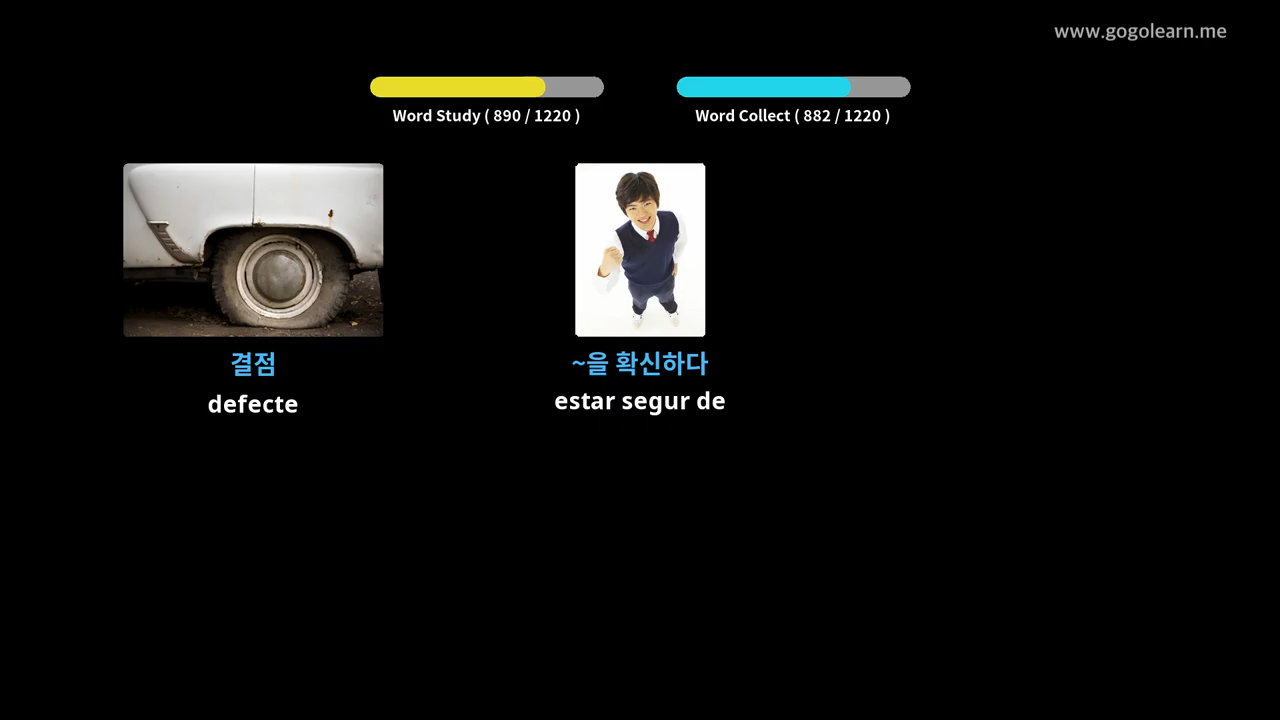 www.gogolearn.me
Word Study ( 890 / 1220 )
Word Collect ( 882 / 1220 )
결점
defecte
~을 확신하다
estar segur de